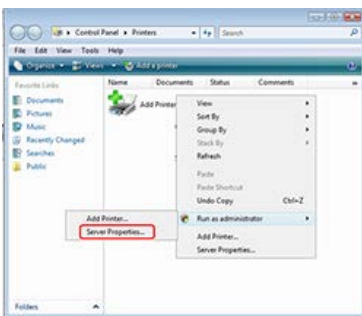 Control Panel ▸ Printers
Search
File Edit View Tools Help
Organize Views Add a printer
Favorite Links
Documents
Pictures
Music
Recently Changed
Searches
Public
Folders
Name Documents Status Comments
Add Printer
View
Sort By
Group By
Stack By
Refresh
Paste
Paste Shortcut
Undo Copy Ctrl+Z
Run as administrator
Add Printer...
Server Properties...
Add Printer...
Server Properties...